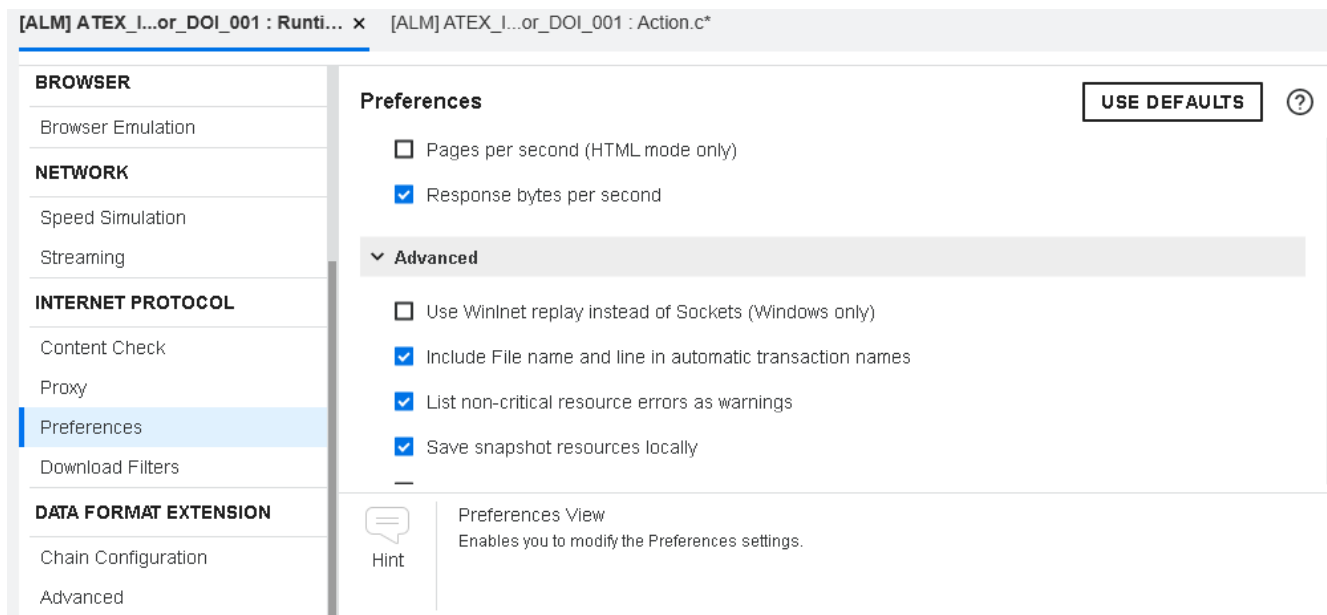 [ALM] ATEX_I...or_DOI_001 : Runti... × [ALM] ATEX_I...or_DOI_001 : Action.c*
BROWSER
Browser Emulation
NETWORK
Speed Simulation
Streaming
INTERNET PROTOCOL
Content Check
Proxy
Preferences
Download Filters
DATA FORMAT EXTENSION
Chain Configuration
Advanced
Preferences
USE DEFAULTS ?
Pages per second (HTML mode only)
Response bytes per second
Advanced
Use WinInet replay instead of Sockets (Windows only)
Include File name and line in automatic transaction names
List non-critical resource errors as warnings
Save snapshot resources locally
Hint
Preferences View
Enables you to modify the Preferences settings.